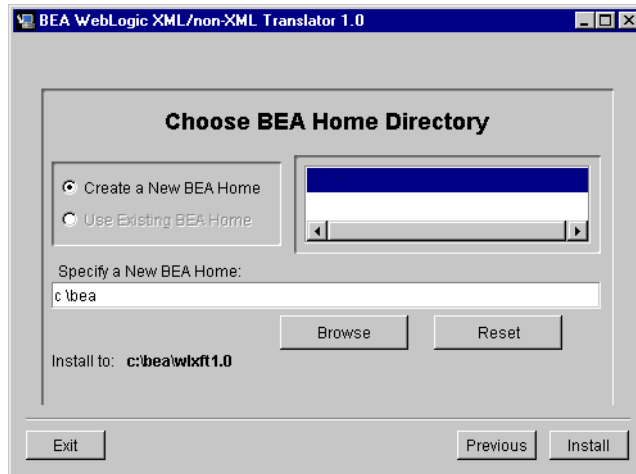 BEA WebLogic XML/non-XML Translator 1.0
Choose BEA Home Directory
Create a New BEA Home
Use Existing BEA Home
Specify a New BEA Home:
c \bea
Browse Reset
Install to: c:\bea\wlxft1.0
Exit Previous Install